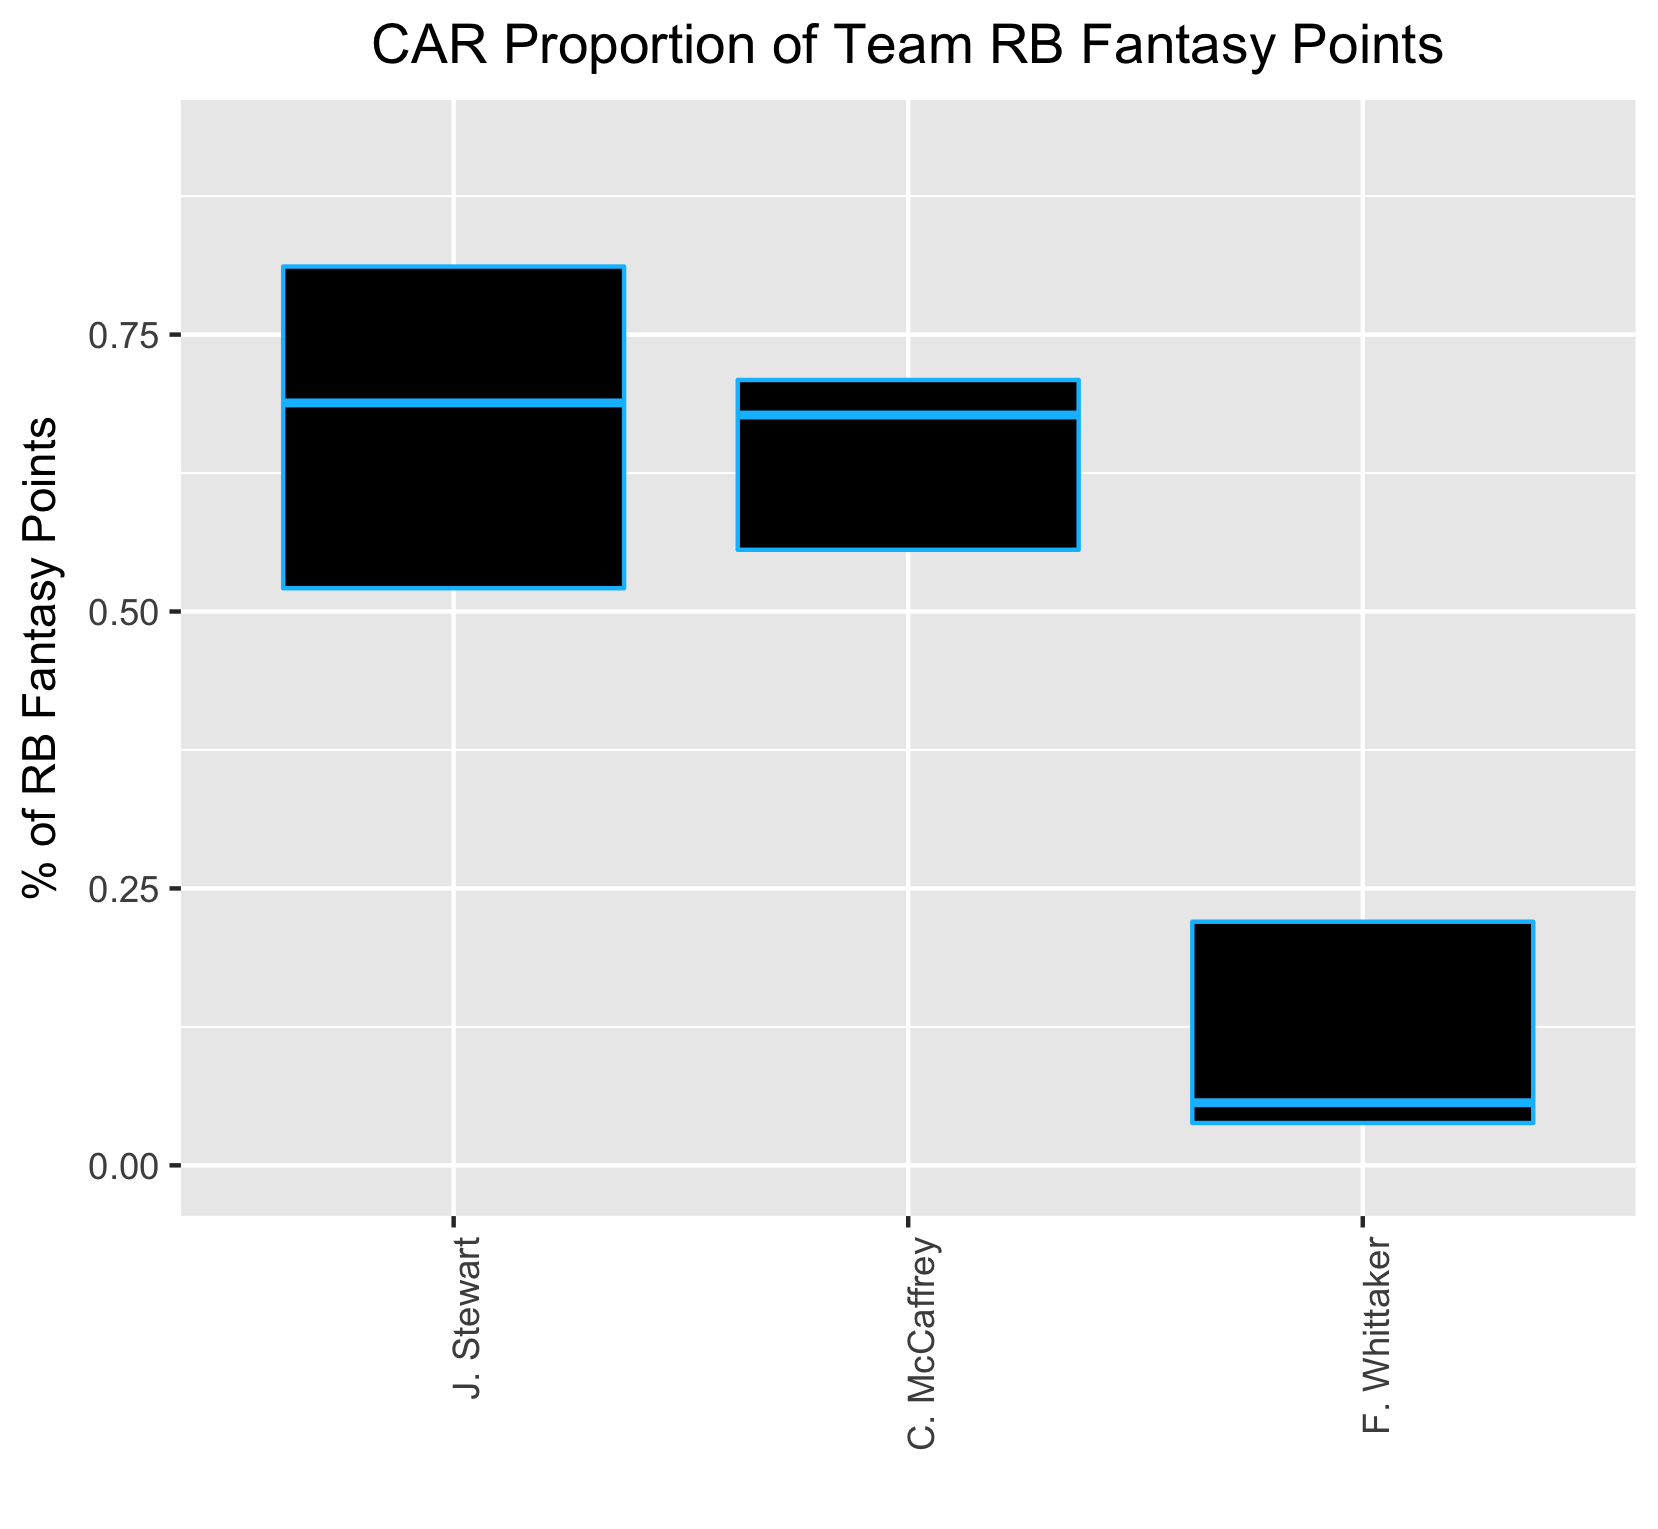 CAR Proportion of Team RB Fantasy Points
% of RB Fantasy Points
0.75
0.50
0.25
0.00
J. Stewart
C. McCaffrey
F. Whittaker